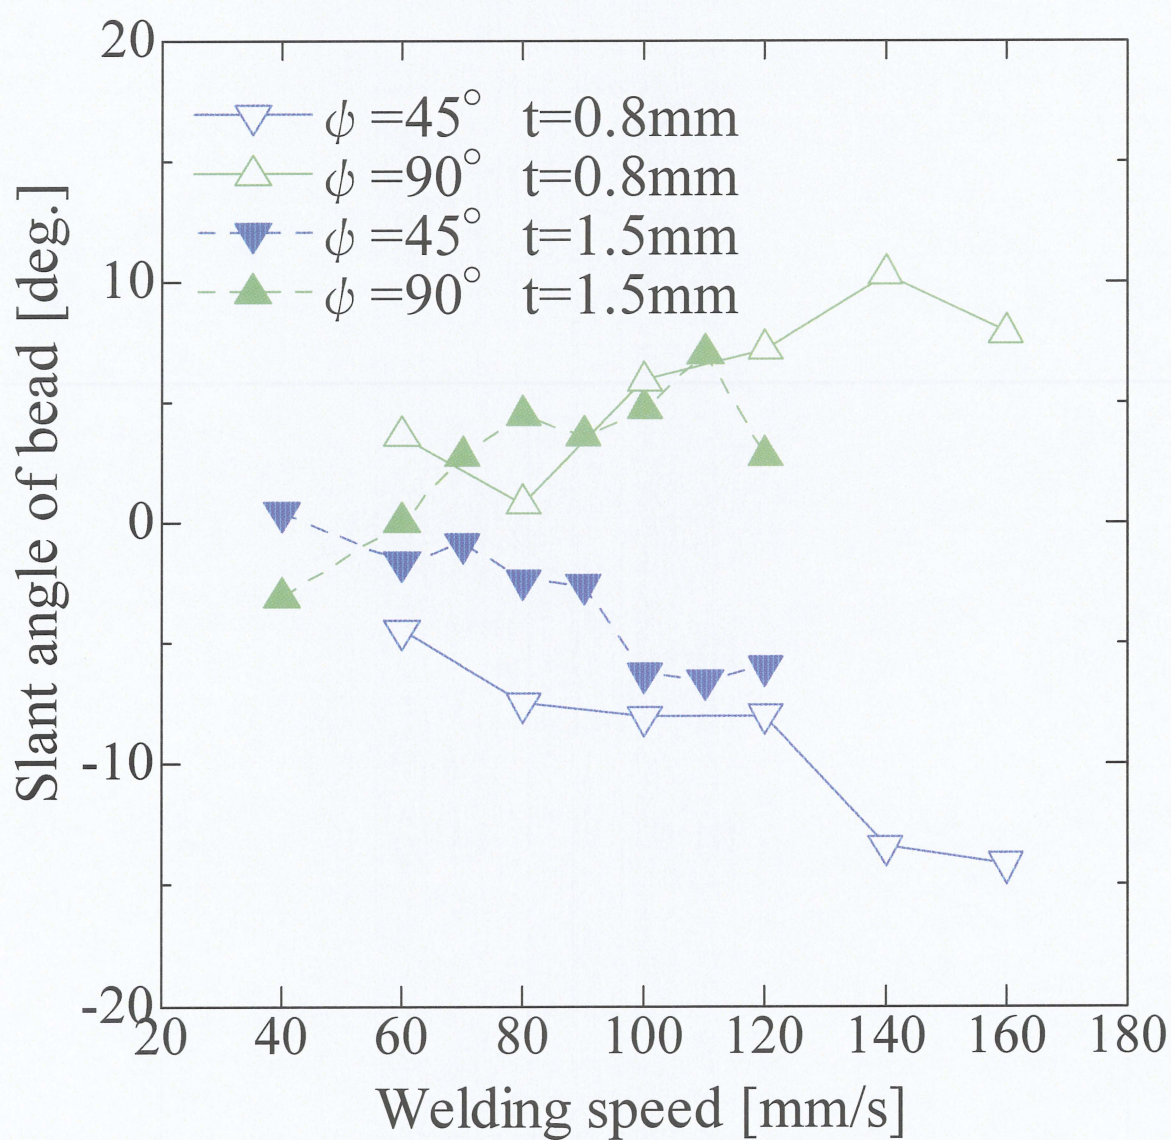 20
10
0
-10
-20
Slant angle of bead [deg.]
ψ =45° t=0.8mm
ψ =90° t=0.8mm
ψ =45° t=1.5mm
ψ =90° t=1.5mm
20 40 60 80 100 120 140 160 180
Welding speed [mm/s]